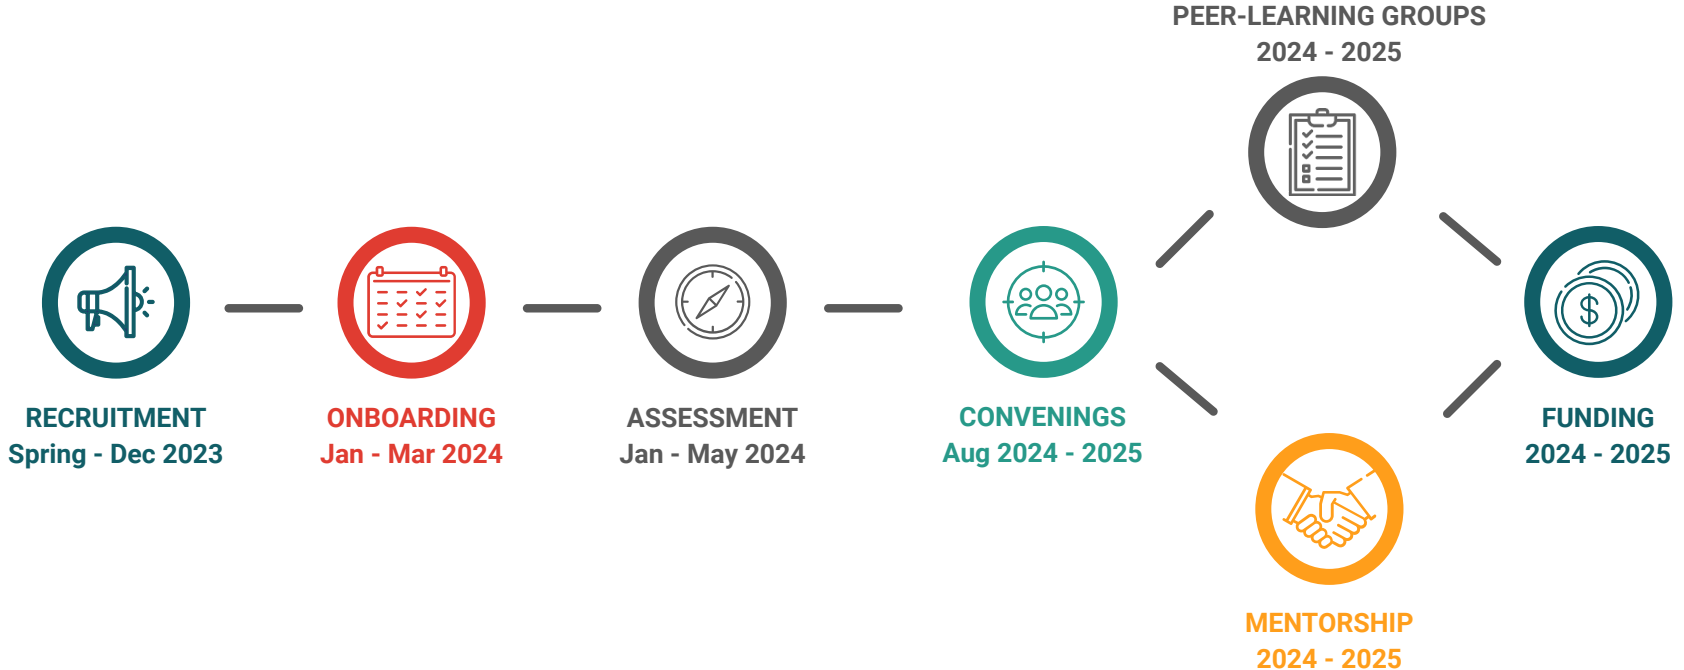 PEER-LEARNING GROUPS
2024 - 2025
RECRUITMENT
Spring - Dec 2023
ONBOARDING
Jan - Mar 2024
ASSESSMENT
Jan - May 2024
CONVENINGS
Aug 2024 - 2025
$
FUNDING
2024 - 2025
MENTORSHIP
2024 - 2025